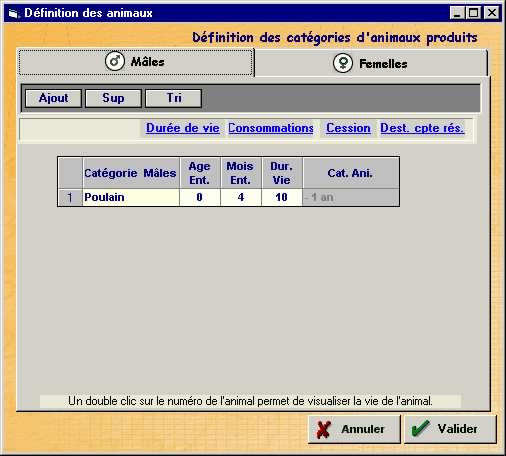 Définition des animaux
Définition des catégories d'animaux produits
Mâles Femelles
Ajout Sup Tri
Durée de vie Consommations Cession Dest. cpte rés.
Catégorie Mâles Age Ent. Mois Ent. Dur. Vie Cat. Ani.
1 Poulain 0 4 10 - 1 an
Un double clic sur le numéro de l'animal permet de visualiser la vie de l'animal.
Annuler Valider